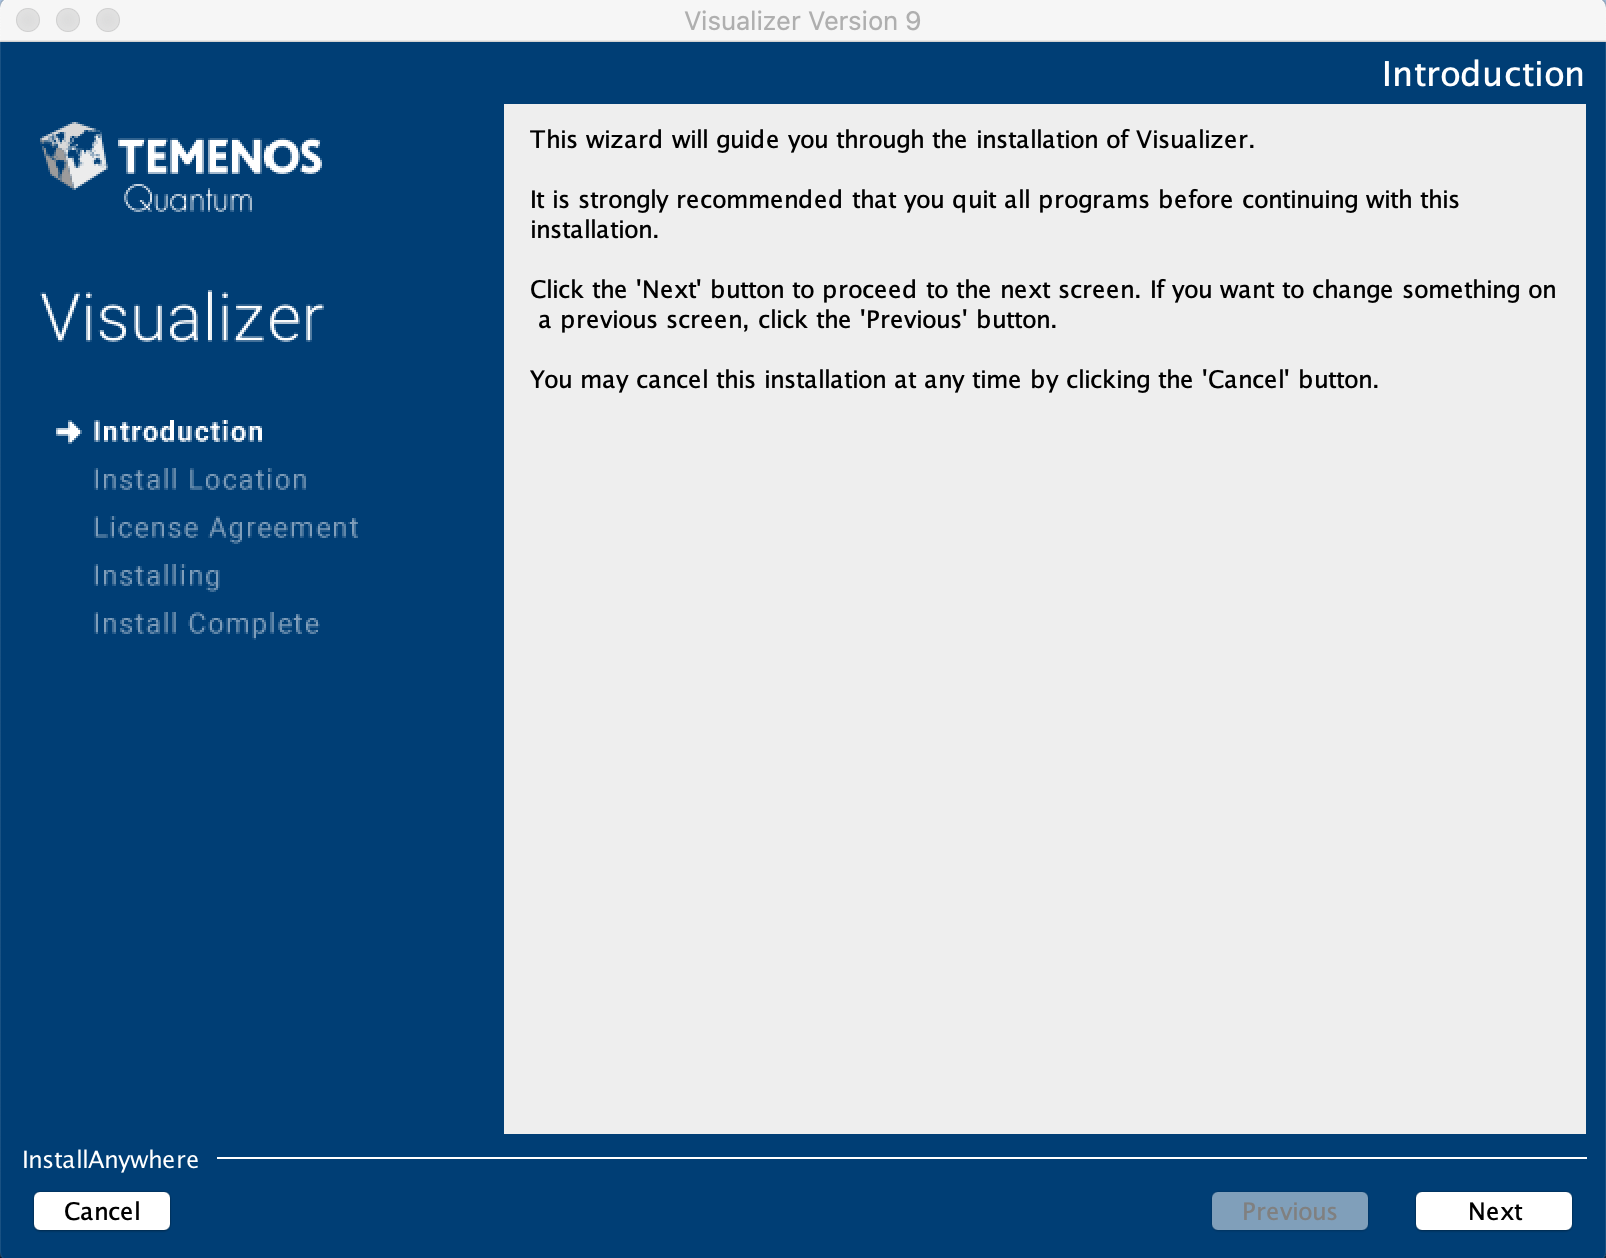 Visualizer Version 9
Introduction
TEMENOS
Quantum
Visualizer
Introduction
Install Location
License Agreement
Installing
Install Complete
This wizard will guide you through the installation of Visualizer.
It is strongly recommended that you quit all programs before continuing with this
installation.
Click the 'Next' button to proceed to the next screen. If you want to change something on
a previous screen, click the 'Previous' button.
You may cancel this installation at any time by clicking the 'Cancel' button.
InstallAnywhere
Cancel
Previous
Next